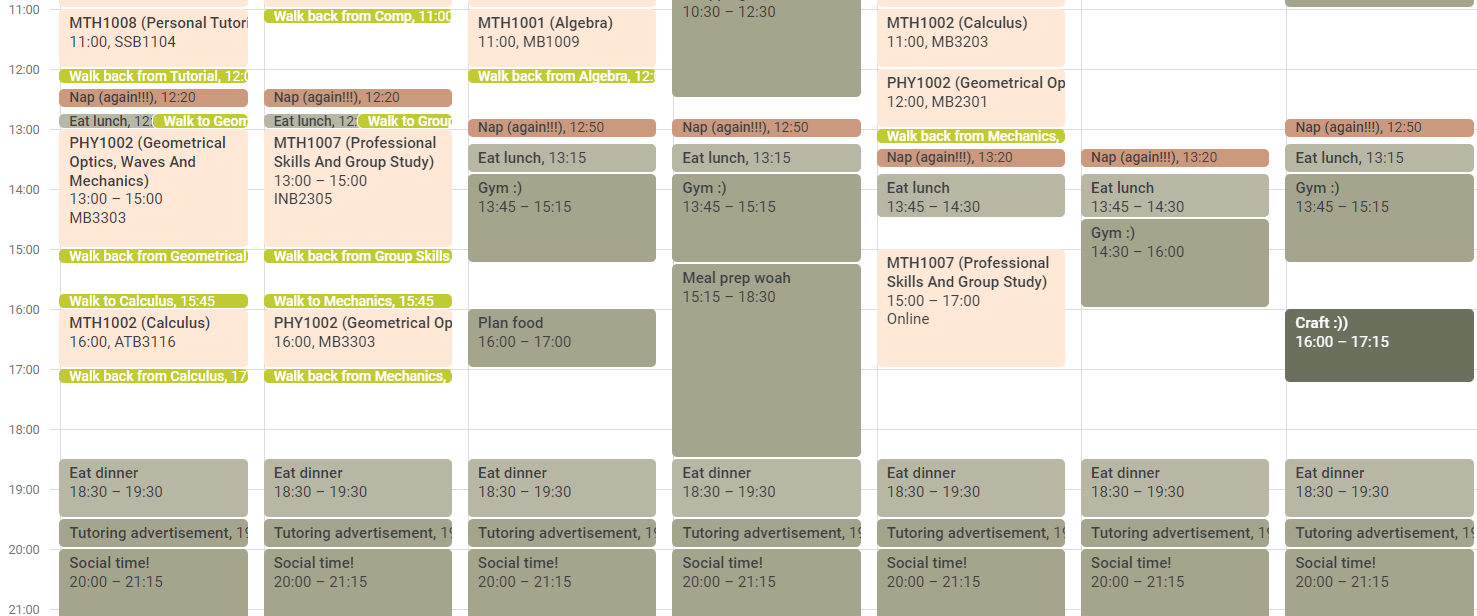 11:00
12:00
13:00
14:00
15:00
16:00
17:00
18:00
19:00
20:00
21:00
MTH1008 (Personal Tutori
11:00, SSB1104
Walk back from Tutorial, 12:0
Nap (again!!!), 12:20
Eat lunch, 12:
Walk to Geom
PHY1002 (Geometrical
Optics, Waves And
Mechanics)
13:00 – 15:00
MB3303
Walk back from Geometrical
Walk to Calculus, 15:45
MTH1002 (Calculus)
16:00, ATB3116
Walk back from Calculus, 17
Eat dinner
18:30 – 19:30
Tutoring advertisement, 19
Social time!
20:00 – 21:15
Walk back from Comp, 11:00
Nap (again!!!), 12:20
Eat lunch, 12:
Walk to Group
MTH1007 (Professional
Skills And Group Study)
13:00 – 15:00
INB2305
Walk back from Group Skills
Walk to Mechanics, 15:45
PHY1002 (Geometrical Op
16:00, MB3303
Walk back from Mechanics,
Eat dinner
18:30 – 19:30
Tutoring advertisement, 19
Social time!
20:00 – 21:15
MTH1001 (Algebra)
11:00, MB1009
Walk back from Algebra, 12:
Nap (again!!!), 12:50
Eat lunch, 13:15
Gym :)
13:45 – 15:15
Plan food
16:00 – 17:00
Eat dinner
18:30 – 19:30
Tutoring advertisement, 19
Social time!
20:00 – 21:15
10:30 – 12:30
Nap (again!!!), 12:50
Eat lunch, 13:15
Gym :)
13:45 – 15:15
Meal prep woah
15:15 – 18:30
Eat dinner
18:30 – 19:30
Tutoring advertisement, 19
Social time!
20:00 – 21:15
MTH1002 (Calculus)
11:00, MB3203
PHY1002 (Geometrical Op
12:00, MB2301
Walk back from Mechanics,
Nap (again!!!), 13:20
Eat lunch
13:45 – 14:30
MTH1007 (Professional
Skills And Group Study)
15:00 – 17:00
Online
Eat dinner
18:30 – 19:30
Tutoring advertisement, 19
Social time!
20:00 – 21:15
Nap (again!!!), 13:20
Eat lunch
13:45 – 14:30
Gym :)
14:30 – 16:00
Eat dinner
18:30 – 19:30
Tutoring advertisement, 19
Social time!
20:00 – 21:15
Nap (again!!!), 12:50
Eat lunch, 13:15
Gym :)
13:45 – 15:15
Craft :))
16:00 – 17:15
Eat dinner
18:30 – 19:30
Tutoring advertisement, 19
Social time!
20:00 – 21:15